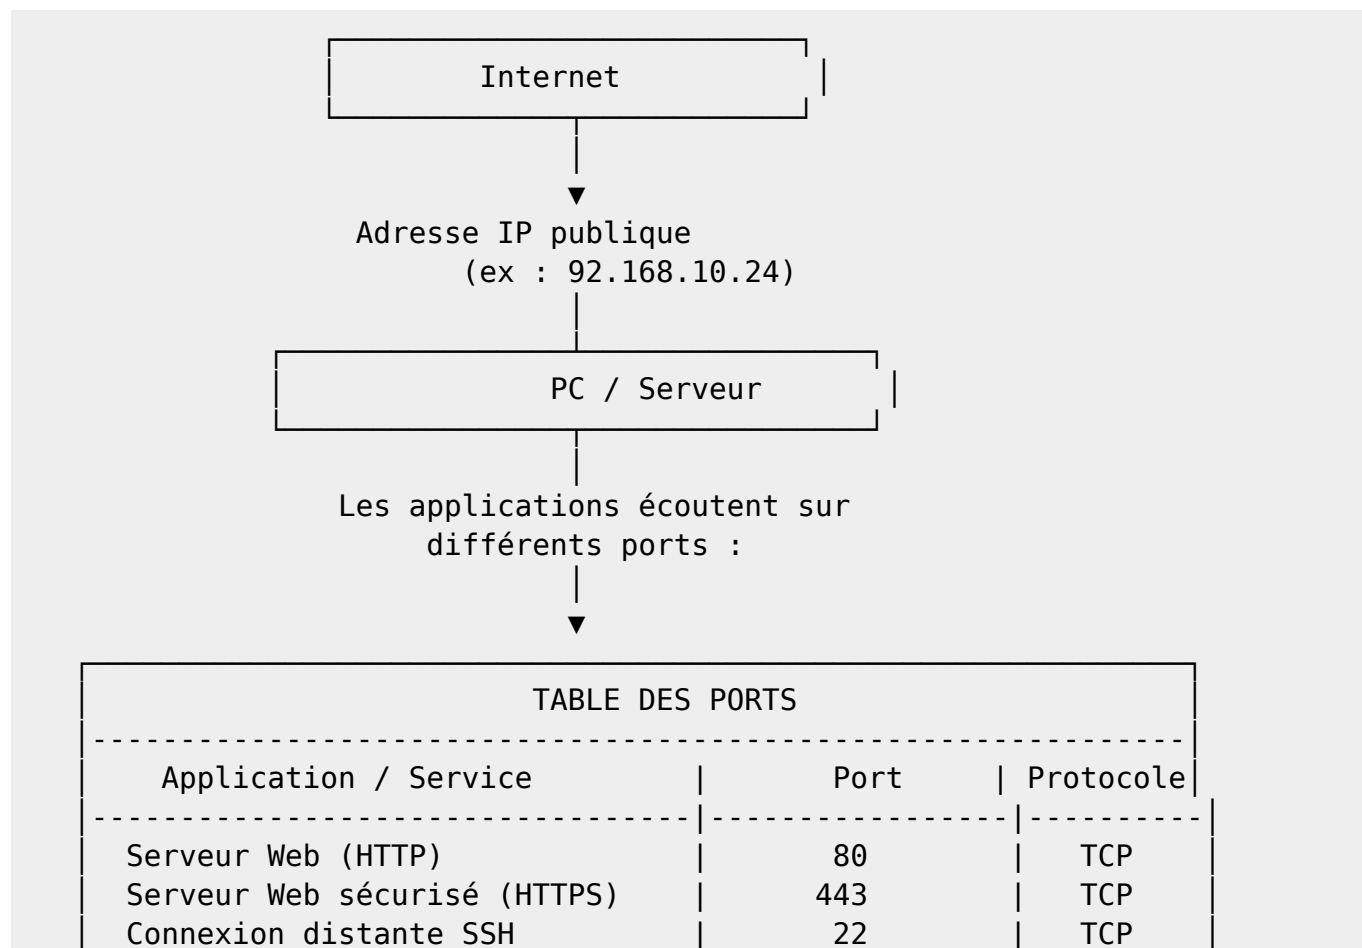 Internet
▼
Adresse IP publique
(ex : 92.168.10.24)
PC / Serveur
Les applications écoutent sur
différents ports :
▼
TABLE DES PORTS
Application / Service | Port | Protocole
Serveur Web (HTTP) | 80 | TCP
Serveur Web sécurisé (HTTPS) | 443 | TCP
Connexion distante SSH | 22 | TCP